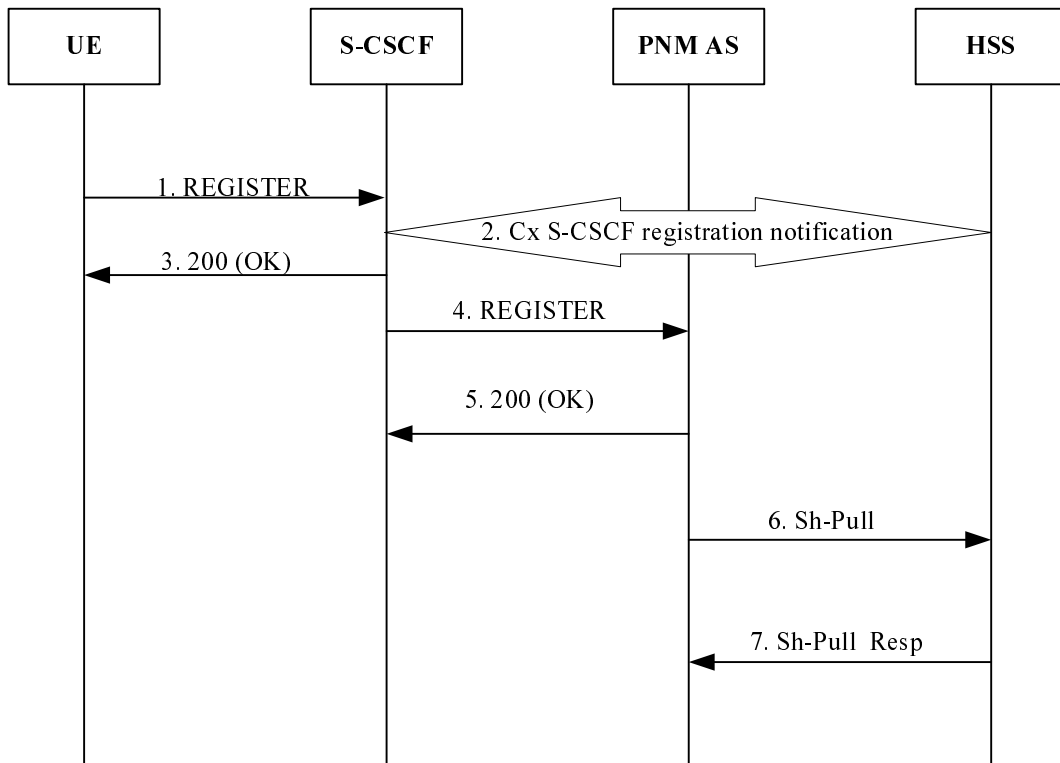 UE
S-CSCF
PNM AS
HSS
1. REGISTER
2. Cx S-CSCF registration notification
3. 200 (OK)
4. REGISTER
5. 200 (OK)
6. Sh-Pull
7. Sh-Pull Resp